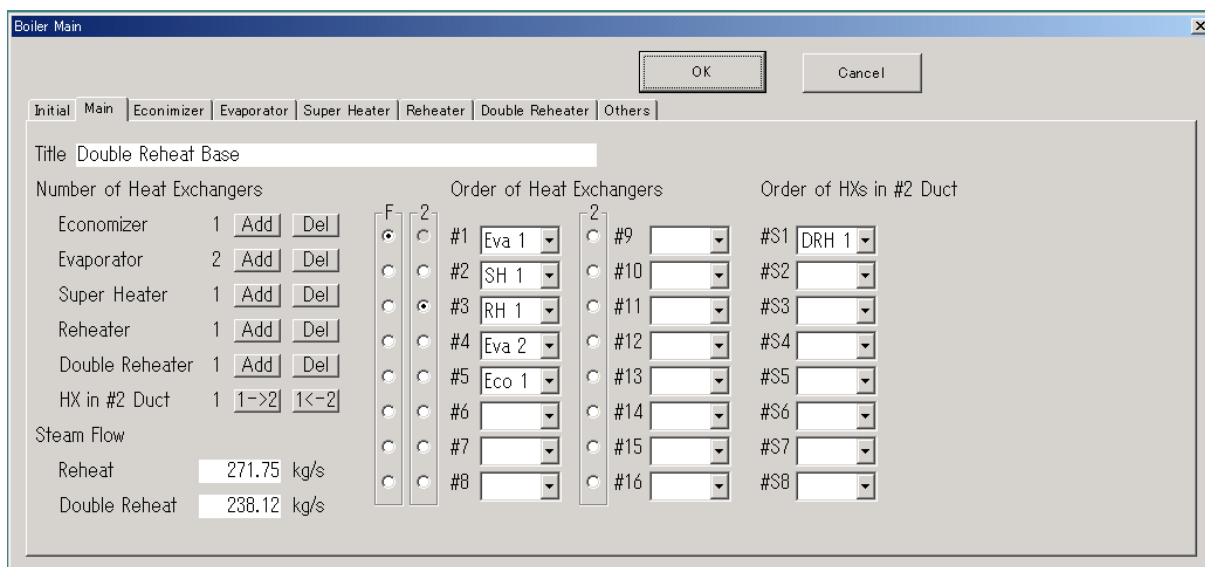 Boiler Main
OK Cancel
Initial Main Econimizer Evaporator Super Heater Reheater Double Reheater Others
Title Double Reheat Base
Number of Heat Exchangers Order of Heat Exchangers Order of HXs in #2 Duct
F 2 2
Economizer 1 Add Del #1 Eva 1 #9 #S1 DRH 1
Evaporator 2 Add Del #2 SH 1 #10 #S2
Super Heater 1 Add Del #3 RH 1 #11 #S3
Reheater 1 Add Del #4 Eva 2 #12 #S4
Double Reheater 1 Add Del #5 Eco 1 #13 #S5
HX in #2 Duct 1 1->2 1<-2 #6 #14 #S6
Steam Flow #7 #15 #S7
Reheat 271.75 kg/s #8 #16 #S8
Double Reheat 238.12 kg/s